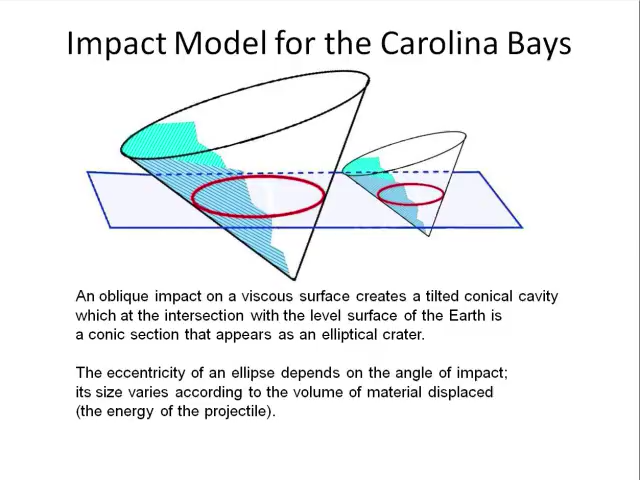 Impact Model for the Carolina Bays
An oblique impact on a viscous surface creates a tilted conical cavity
which at the intersection with the level surface of the Earth is
a conic section that appears as an elliptical crater.
The eccentricity of an ellipse depends on the angle of impact;
its size varies according to the volume of material displaced
(the energy of the projectile).